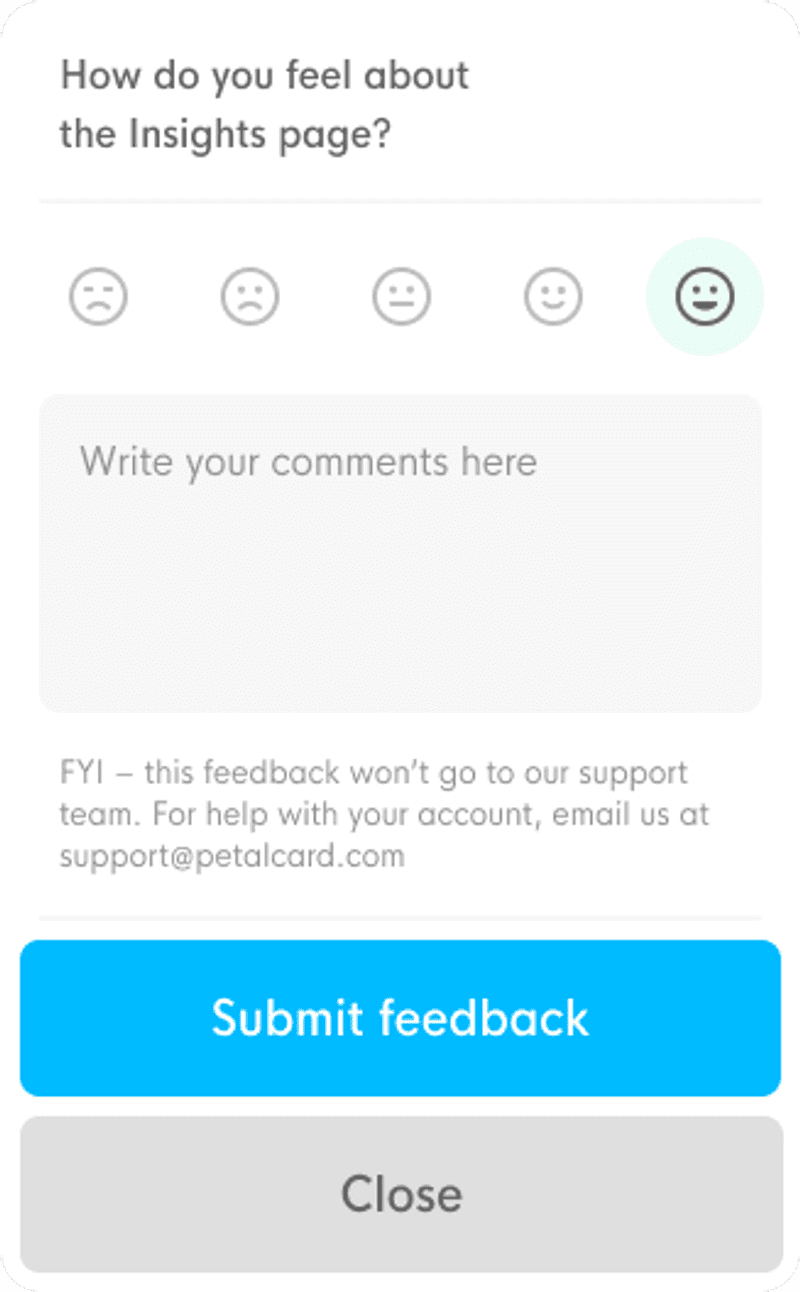 How do you feel about
the Insights page?
Write your comments here
FYI – this feedback won’t go to our support
team. For help with your account, email us at
support@petalcard.com
Submit feedback
Close